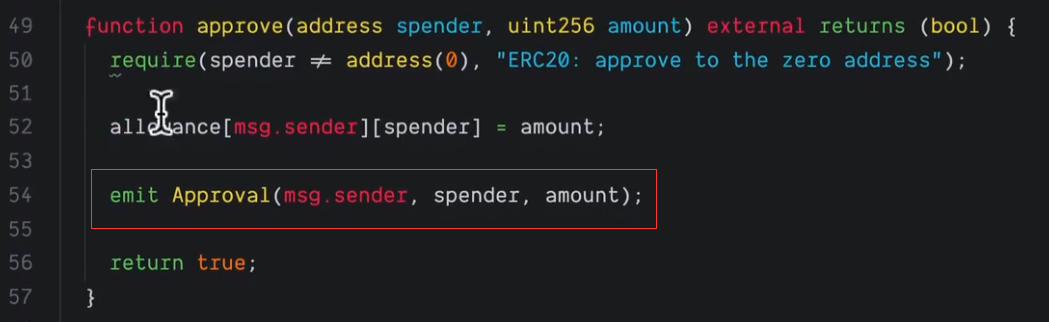 49 function approve(address spender, uint256 amount) external returns (bool) {
50 require(spender != address(0), "ERC20: approve to the zero address");
51
52 allowance[msg.sender][spender] = amount;
53
54 emit Approval(msg.sender, spender, amount);
55
56 return true;
57 }